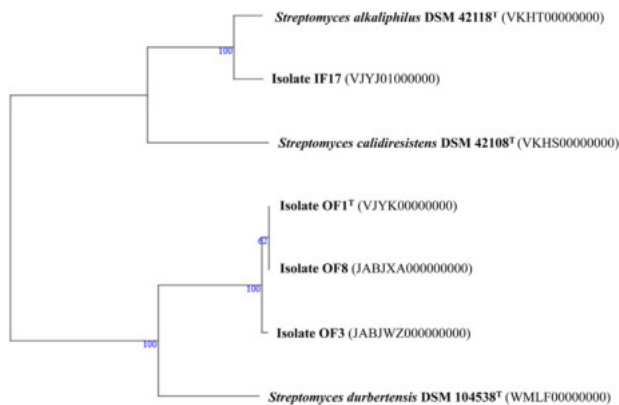 Streptomyces alkaliphilus DSM 42118ᵀ (VKHT00000000)
100
Isolate IF17 (VJYJ01000000)
Streptomyces calidiresistens DSM 42108ᵀ (VKHS00000000)
Isolate OF1ᵀ (VJYK00000000)
Isolate OF8 (JABJXA000000000)
100
Isolate OF3 (JABJWZ000000000)
100
Streptomyces durbertensis DSM 104538ᵀ (WMLF00000000)